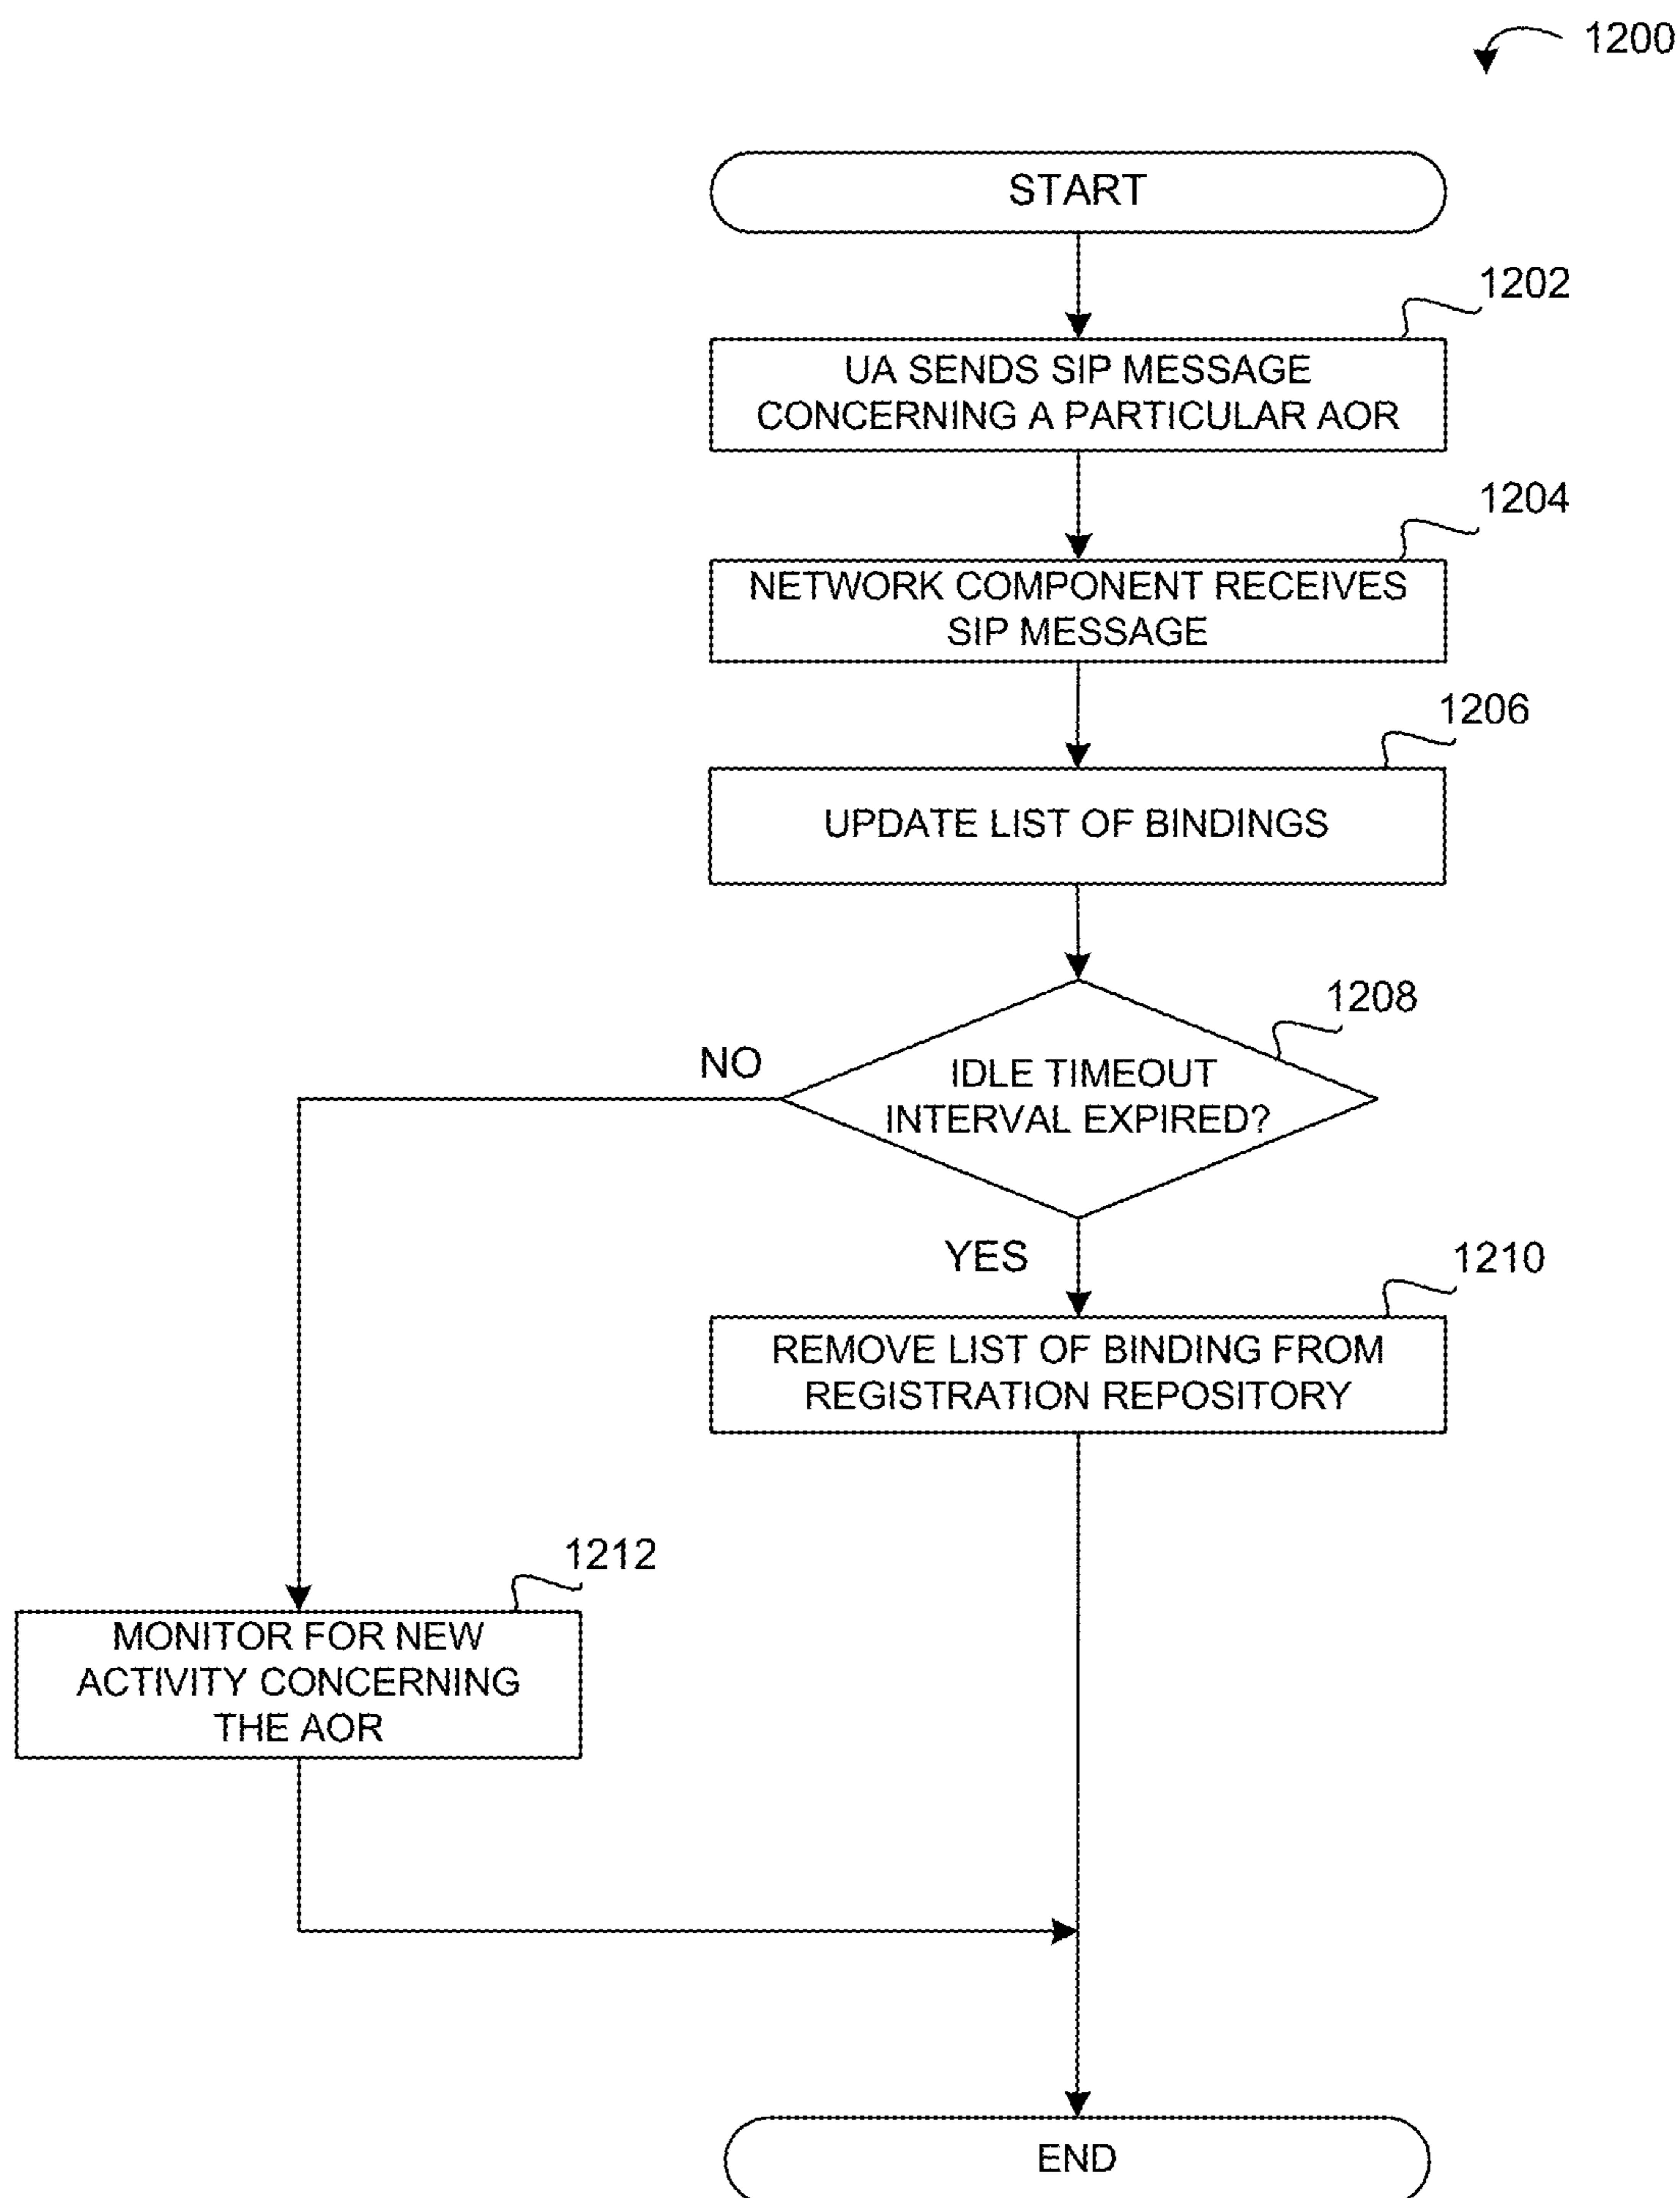 1200
START
1202
UA SENDS SIP MESSAGE
CONCERNING A PARTICULAR AOR
1204
NETWORK COMPONENT RECEIVES
SIP MESSAGE
1206
UPDATE LIST OF BINDINGS
1208
NO
IDLE TIMEOUT
INTERVAL EXPIRED?
YES
1210
REMOVE LIST OF BINDING FROM
REGISTRATION REPOSITORY
1212
MONITOR FOR NEW
ACTIVITY CONCERNING
THE AOR
END